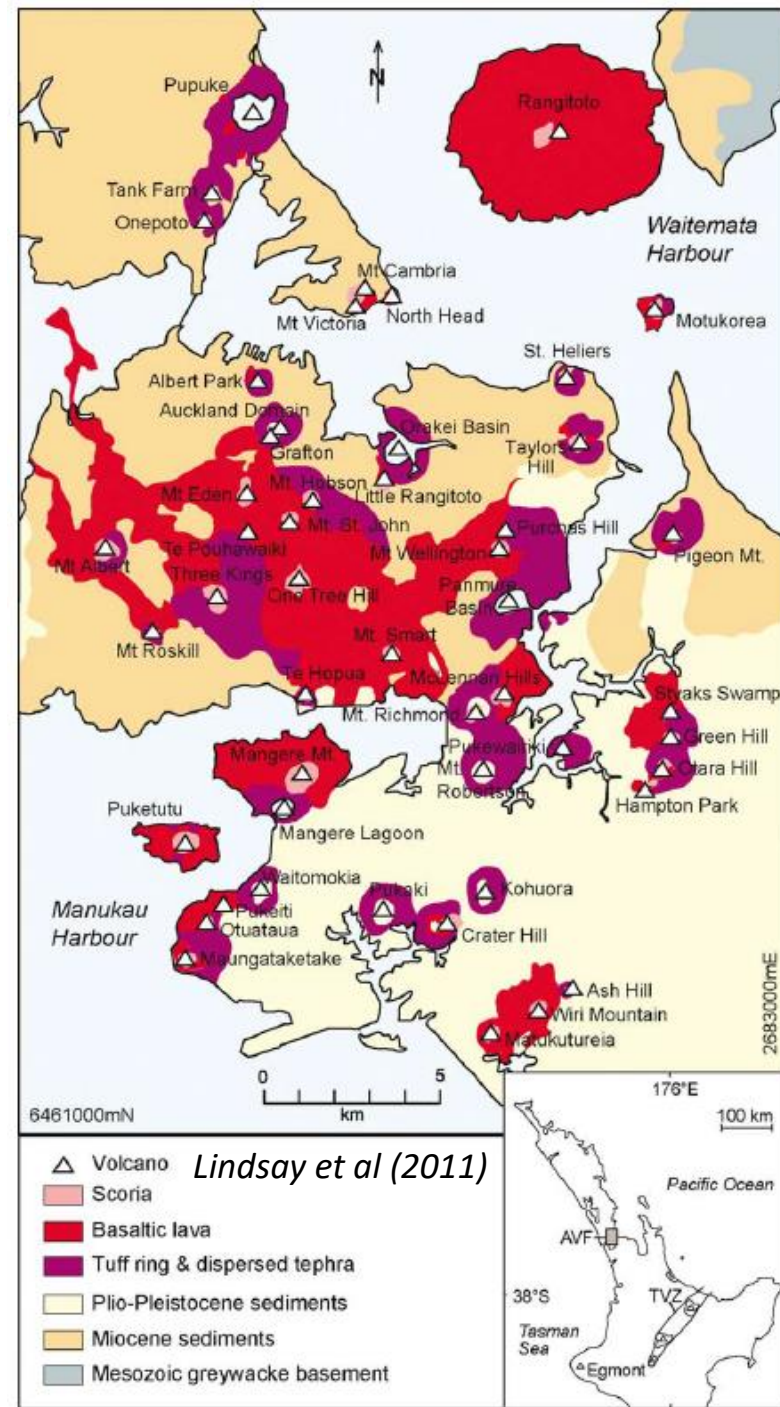 Pupuke
N
Rangitoto
Tank Farm
Onepoto
Waitemata
Harbour
Mt Cambria
North Head
Mt Victoria
Motukorea
St. Heliers
Albert Park
Auckland Domain
Grafton
Orakei Basin
Taylors
Hill
Mt Eden
Mt. Hobson
Little Rangitoto
Mt. St. John
Purchas Hill
Te Pouhawaiki
Mt Wellington
Pigeon Mt.
Mt Albert
Three Kings
One Tree Hill
Panmure
Basin
Mt Roskill
Mt. Smart
Te Hopua
McLennan Hills
Styaks Swamp
Mt. Richmond
Green Hill
Pukewairiki
Mangere Mt.
Mt.
Robertson
Otara Hill
Hampton Park
Puketutu
Mangere Lagoon
Waitomokia
Pukaki
Kohuora
Manukau
Harbour
Pukeiti
Otuataua
Crater Hill
Maungataketake
Ash Hill
Wiri Mountain
Matukutureia
2683000mE
0 5
km
6461000mN
Volcano
Lindsay et al (2011)
Scoria
Basaltic lava
Tuff ring & dispersed tephra
Plio-Pleistocene sediments
Miocene sediments
Mesozoic greywacke basement
176°E
100 km
Pacific Ocean
AVF
38°S
TVZ
Tasman
Sea
Egmont